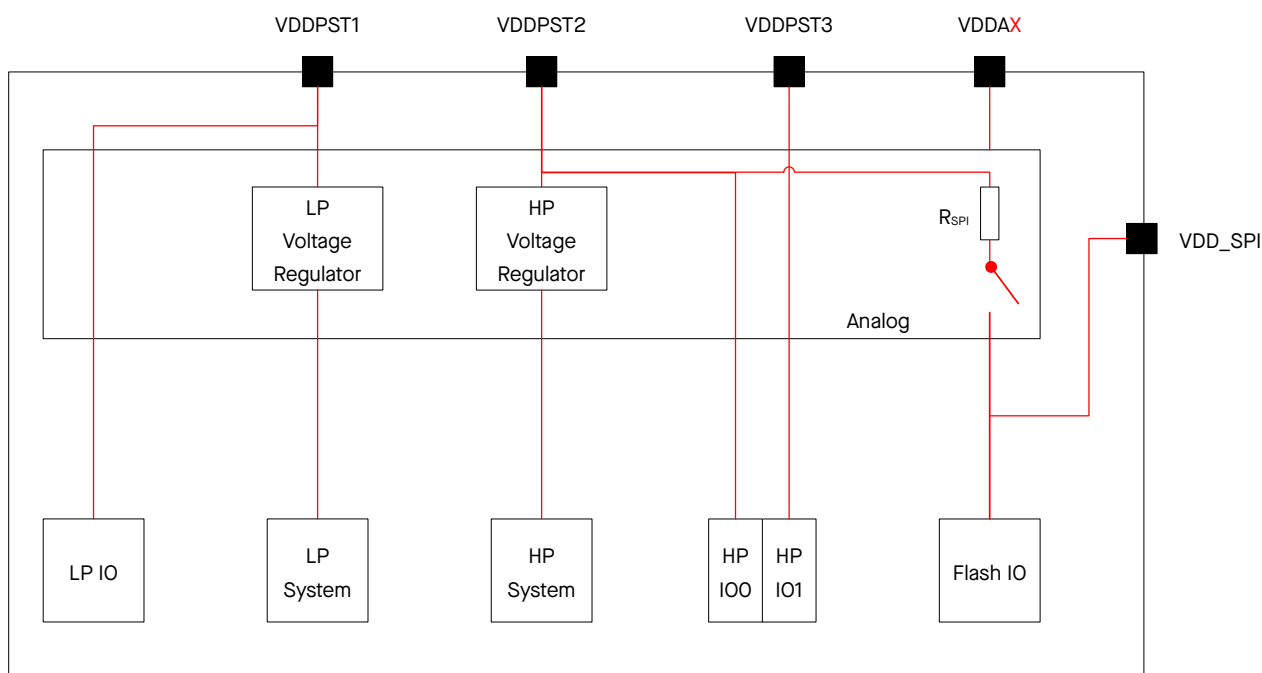 VDDPST1
VDDPST2
VDDPST3
VDDAX
LP
Voltage
Regulator
HP
Voltage
Regulator
RSPI
VDD_SPI
Analog
LP IO
LP
System
HP
System
HP
IO0
HP
IO1
Flash IO